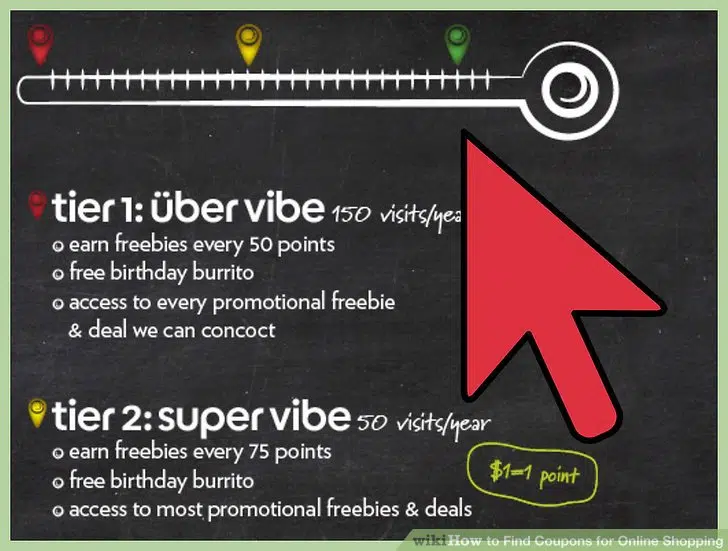 tier 1: über vibe 150 visits/yea
earn freebies every 50 points
free birthday burrito
access to every promotional freebie
& deal we can concoct
tier 2: super vibe 50 visits/year
earn freebies every 75 points
free birthday burrito
access to most promotional freebies & deals
$1=1 point
wikiHow to Find Coupons for Online Shopping